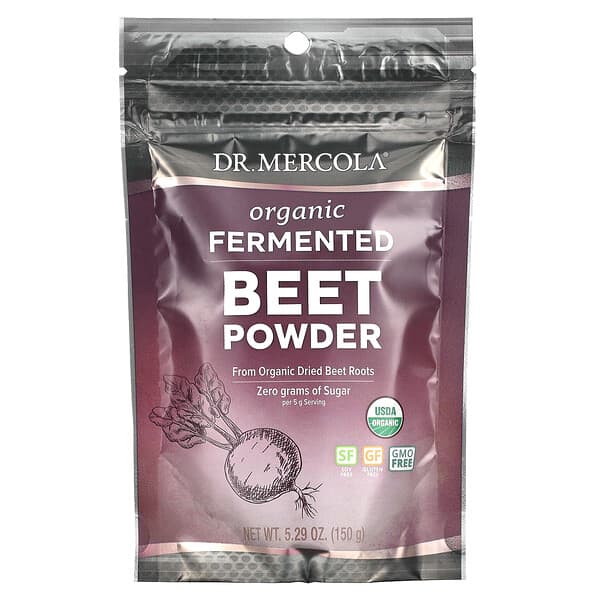 DR. MERCOLA®
organic
FERMENTED
BEET
POWDER
From Organic Dried Beet Roots
Zero grams of Sugar
per 5 g Serving
USDA
ORGANIC
SF
SOY
FREE
GF
GLUTEN
FREE
GMO
FREE
NET WT. 5.29 OZ. (150 g)